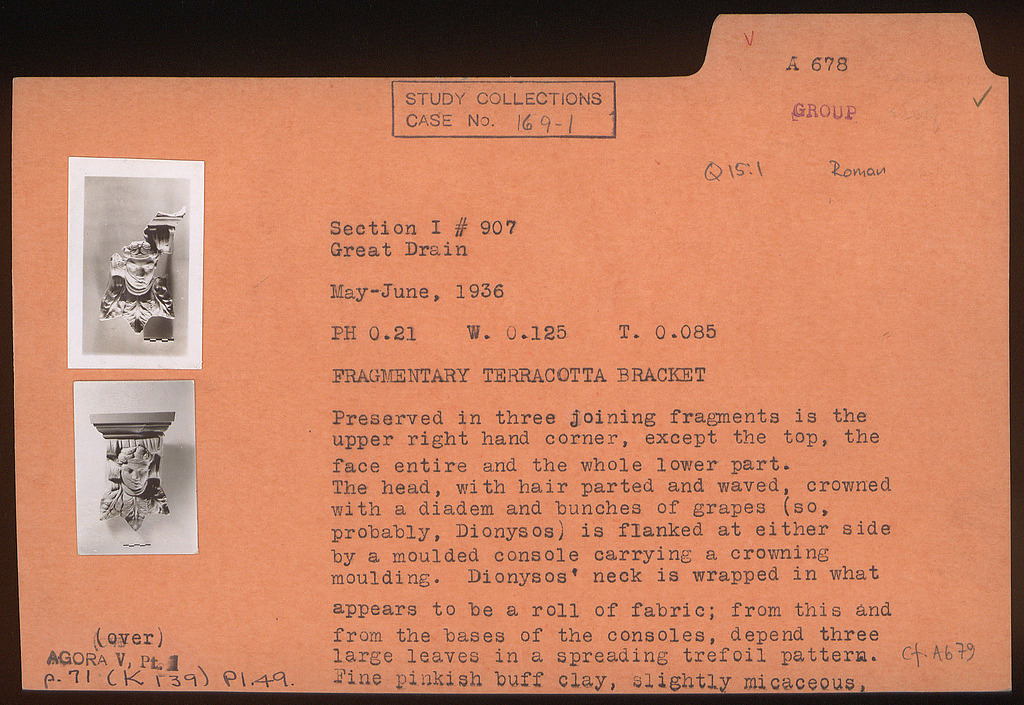 V
A 678
STUDY COLLECTIONS
CASE No. 169-1
GROUP
✓
Q 15:1 Roman
Section I # 907
Great Drain
May-June, 1936
PH 0.21 W. 0.125 T. 0.085
FRAGMENTARY TERRACOTTA BRACKET
Preserved in three joining fragments is the
upper right hand corner, except the top, the
face entire and the whole lower part.
The head, with hair parted and waved, crowned
with a diadem and bunches of grapes (so,
probably, Dionysos) is flanked at either side
by a moulded console carrying a crowning
moulding. Dionysos' neck is wrapped in what
appears to be a roll of fabric; from this and
from the bases of the consoles, depend three
large leaves in a spreading trefoil pattern.
Fine pinkish buff clay, slightly micaceous,
cf. A679
(over)
AGORA V, Pt. 1
p. 71 (K 139) Pl. 49.